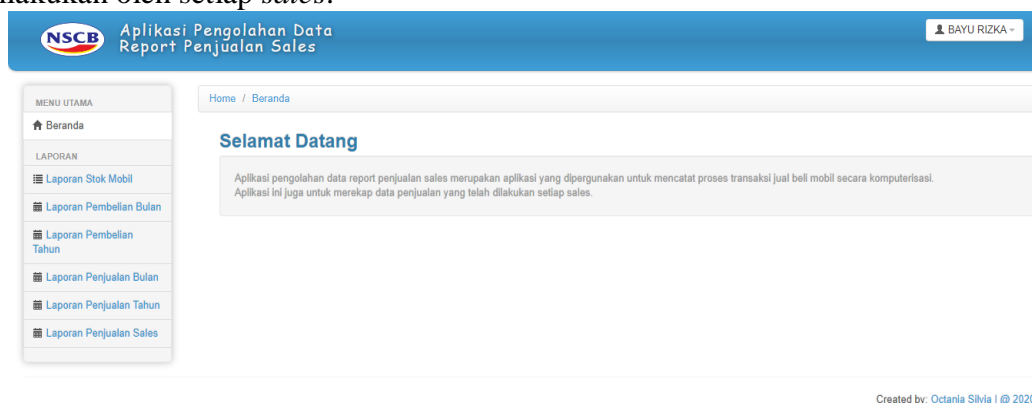 oleh setiap sales.
NSCB
Aplikasi Pengolahan Data
Report Penjualan Sales
BAYU RIZKA
MENU UTAMA
Beranda
LAPORAN
Laporan Stok Mobil
Laporan Pembelian Bulan
Laporan Pembelian
Tahun
Laporan Penjualan Bulan
Laporan Penjualan Tahun
Laporan Penjualan Sales
Home / Beranda
Selamat Datang
Aplikasi pengolahan data report penjualan sales merupakan aplikasi yang dipergunakan untuk mencatat proses transaksi jual beli mobil secara komputerisasi.
Aplikasi ini juga untuk merekap data penjualan yang telah dilakukan setiap sales.
Created by: Octania Silvia | @ 2020